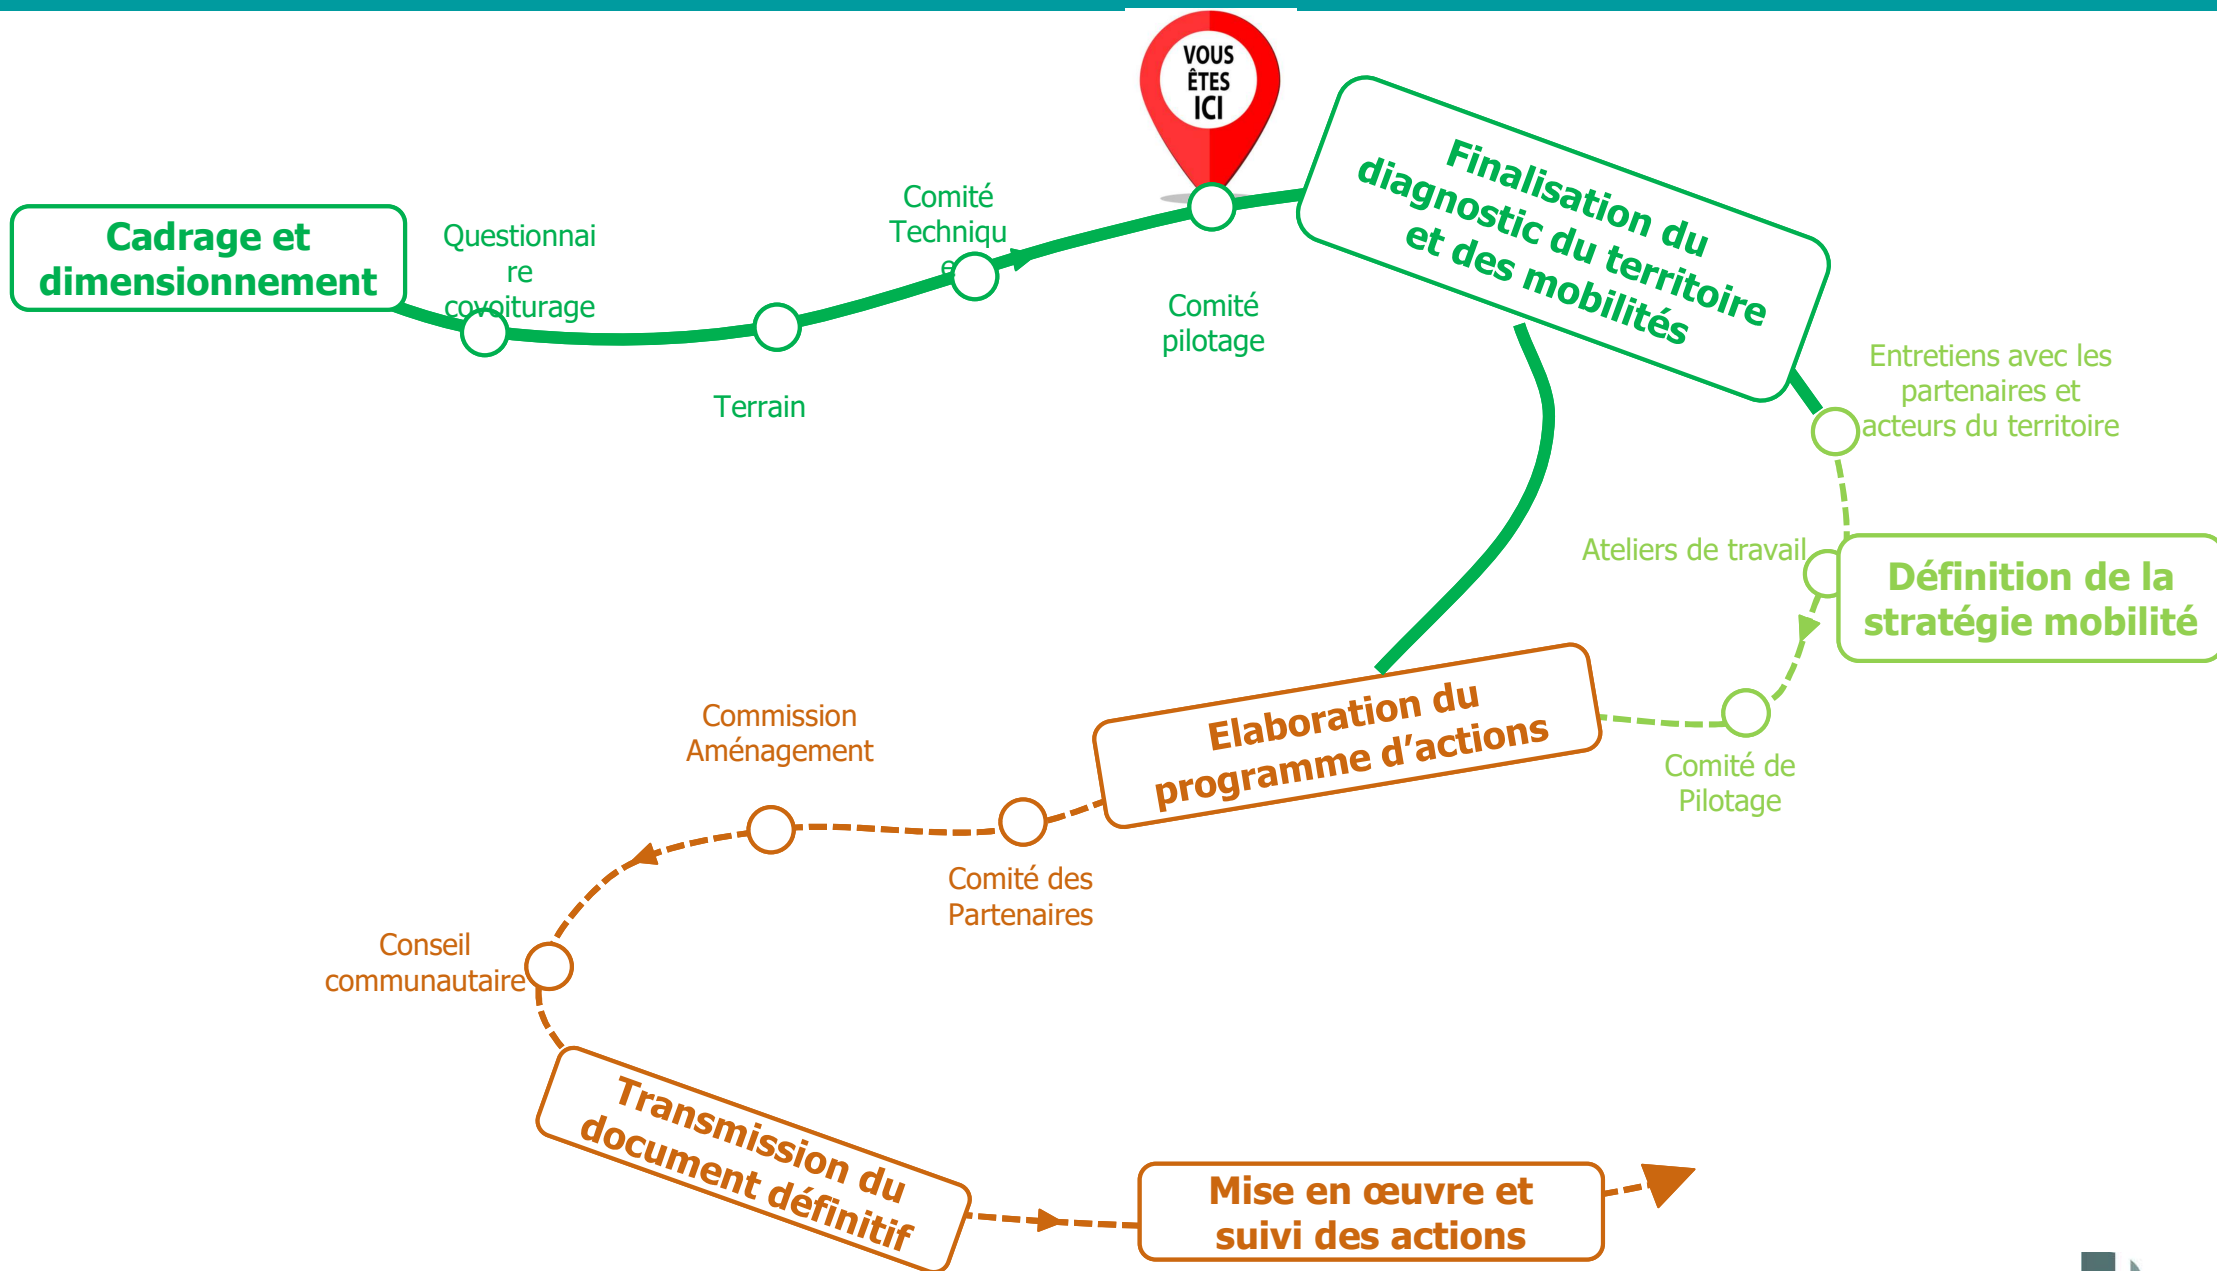 VOUS
ÊTES
ICI
Cadrage et
dimensionnement
Questionnai
re
covoiturage
Terrain
Comité
Techniqu
e
Comité
pilotage
Finalisation du
diagnostic du territoire
et des mobilités
Entretiens avec les
partenaires et
acteurs du territoire
Ateliers de travail
Définition de la
stratégie mobilité
Comité de
Pilotage
Elaboration du
programme d’actions
Comité des
Partenaires
Commission
Aménagement
Conseil
communautaire
Transmission du
document définitif
Mise en œuvre et
suivi des actions